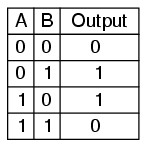 A B Output
0 0 0
0 1 1
1 0 1
1 1 0